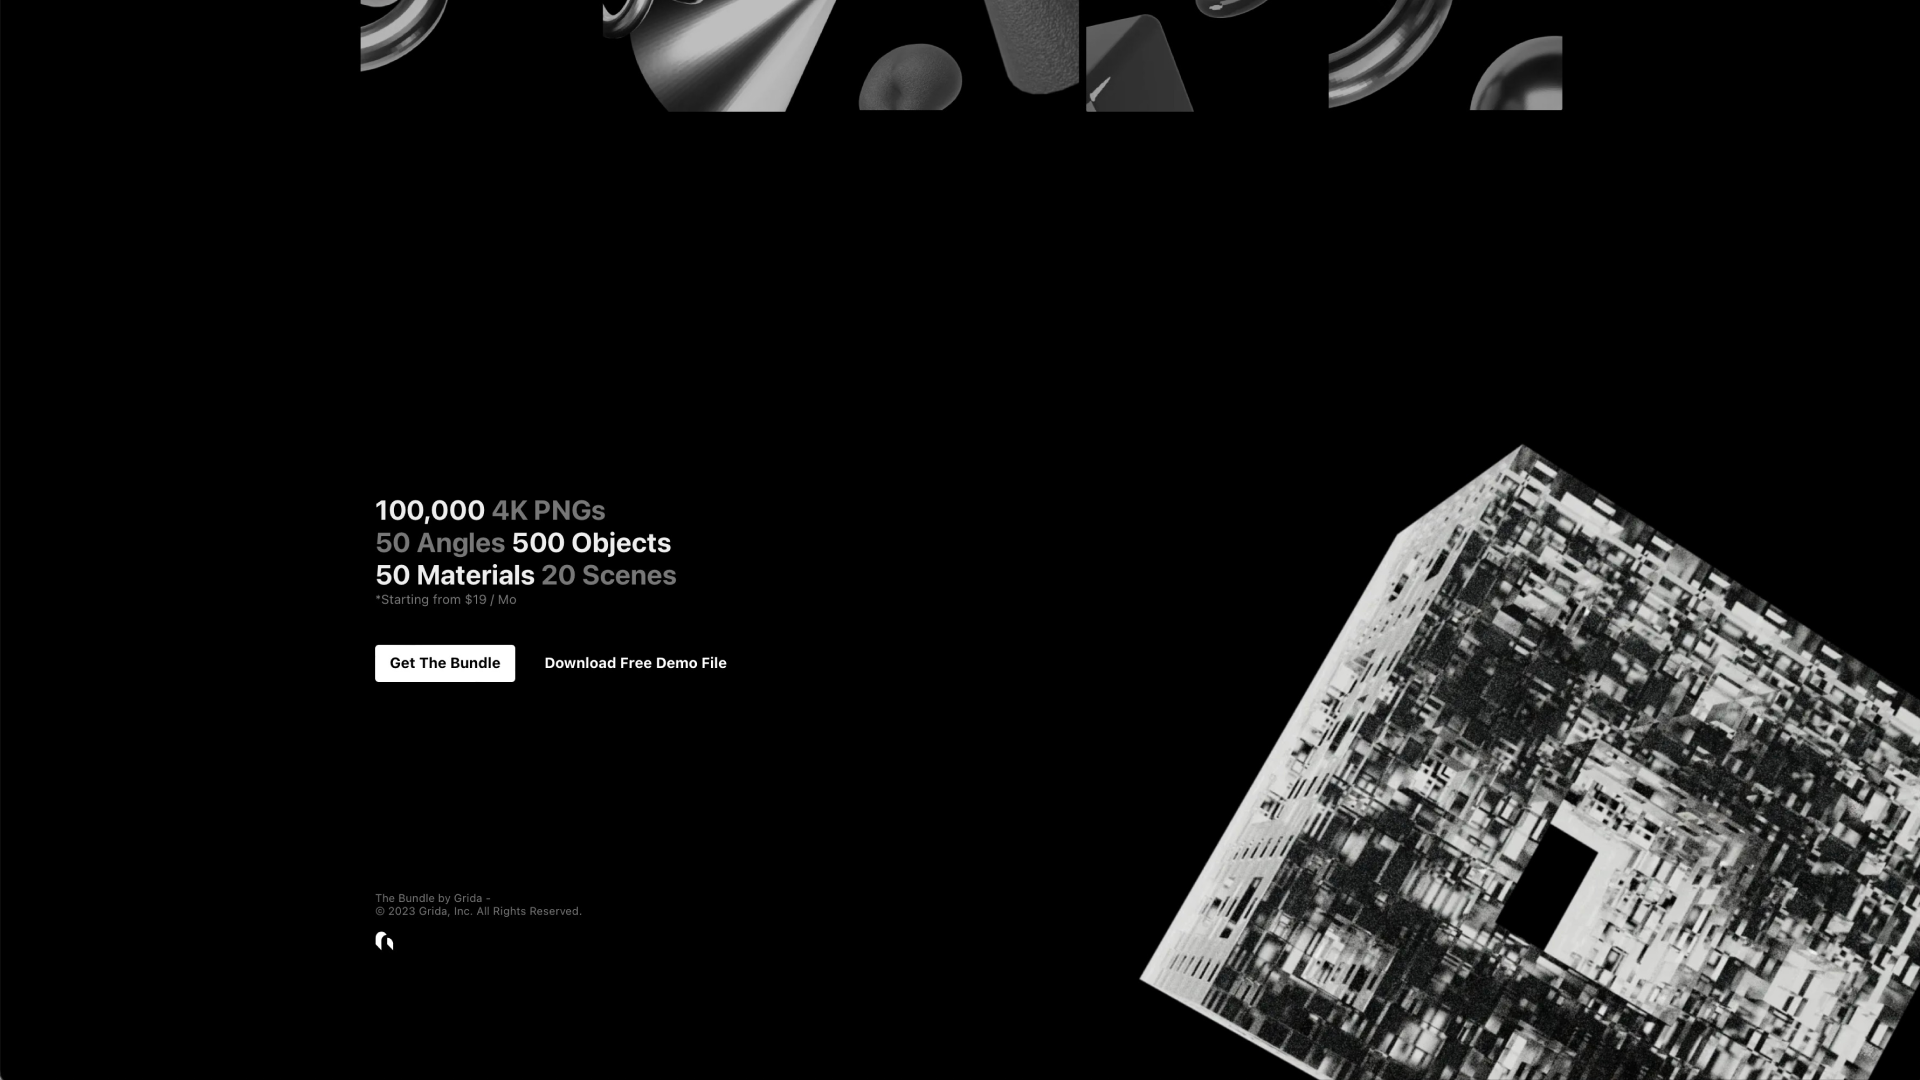 100,000 4K PNGs
50 Angles 500 Objects
50 Materials 20 Scenes
*Starting from $19 / Mo
Get The Bundle
Download Free Demo File
The Bundle by Grida -
© 2023 Grida, Inc. All Rights Reserved.